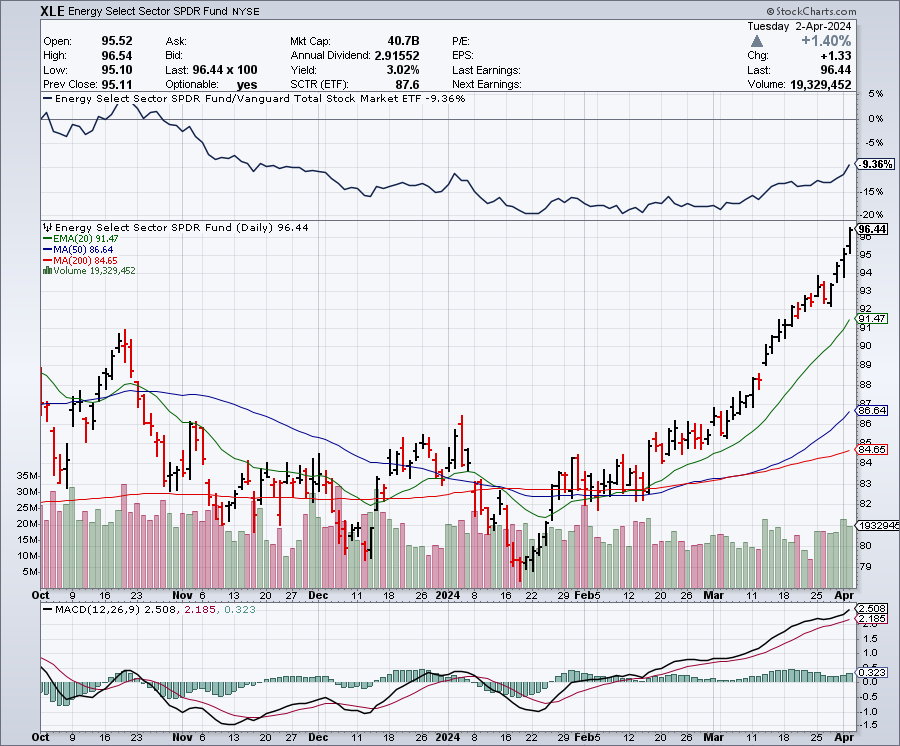 XLE Energy Select Sector SPDR Fund NYSE © StockCharts.com
Tuesday 2-Apr-2024
Open: 95.52 Ask: Mkt Cap: 40.7B P/E: ▲ +1.40%
High: 96.54 Bid: Annual Dividend: 2.91552 EPS: Chg: +1.33
Low: 95.10 Last: 96.44 x 100 Yield: 3.02% Last Earnings: Last: 96.44
Prev Close: 95.11 Optionable: yes SCTR (ETF): 87.6 Next Earnings: Volume: 19,329,452
Energy Select Sector SPDR Fund/Vanguard Total Stock Market ETF -9.36%
5%
0%
-5%
-9.36%
-15%
-20%
Energy Select Sector SPDR Fund (Daily) 96.44
EMA(20) 91.47
MA(50) 86.64
MA(200) 84.65
Volume 19,329,452
96.44
96
95
94
93
92
91.47
91
90
89
88
87
86.64
86
85
84.65
84
83
82
1932945
80
79
35M
30M
25M
20M
15M
10M
5M
Oct 9 16 23 Nov 6 13 20 27 Dec 11 18 26 2024 8 16 22 29 Feb 5 12 20 26 Mar 11 18 25 Apr
MACD(12,26,9) 2.508, 2.185, 0.323
2.508
2.185
2.0
1.5
1.0
0.5
0.323
0.0
-0.5
-1.0
-1.5
Oct 9 16 23 Nov 6 13 20 27 Dec 11 18 26 2024 8 16 22 29 Feb 5 12 20 26 Mar 11 18 25 Apr